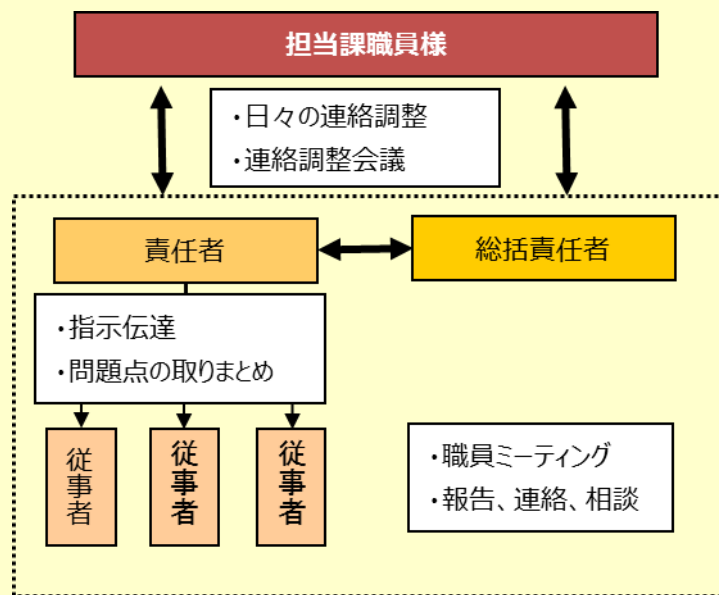 担当課職員様
・日々の連絡調整
・連絡調整会議
責任者
総括責任者
・指示伝達
・問題点の取りまとめ
従事者
従事者
従事者
・職員ミーティング
・報告、連絡、相談